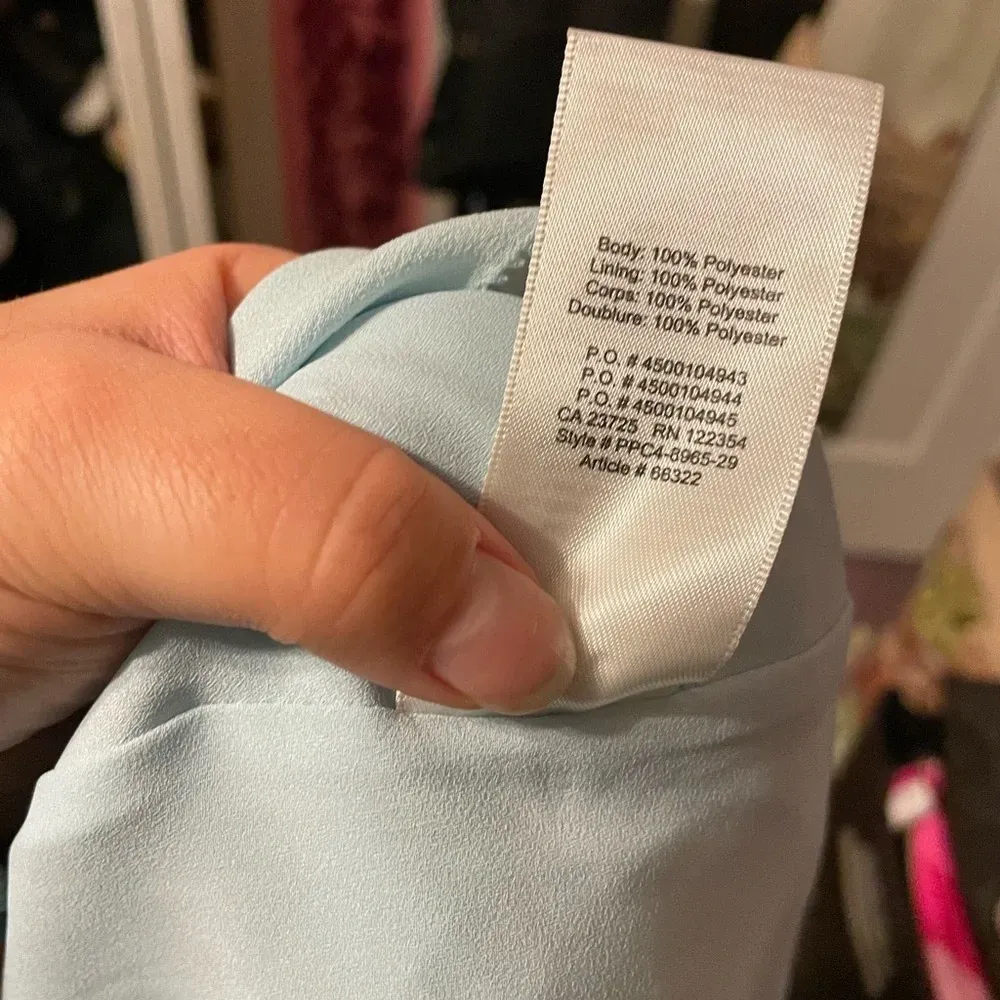 Body: 100% Polyester
Lining: 100% Polyester
Corps: 100% Polyester
Doublure: 100% Polyester
P.O. # 4500104943
P.O. # 4500104944
P.O. # 4500104945
CA 23725 RN 122354
Style # PPC4-8965-29
Article # 66322